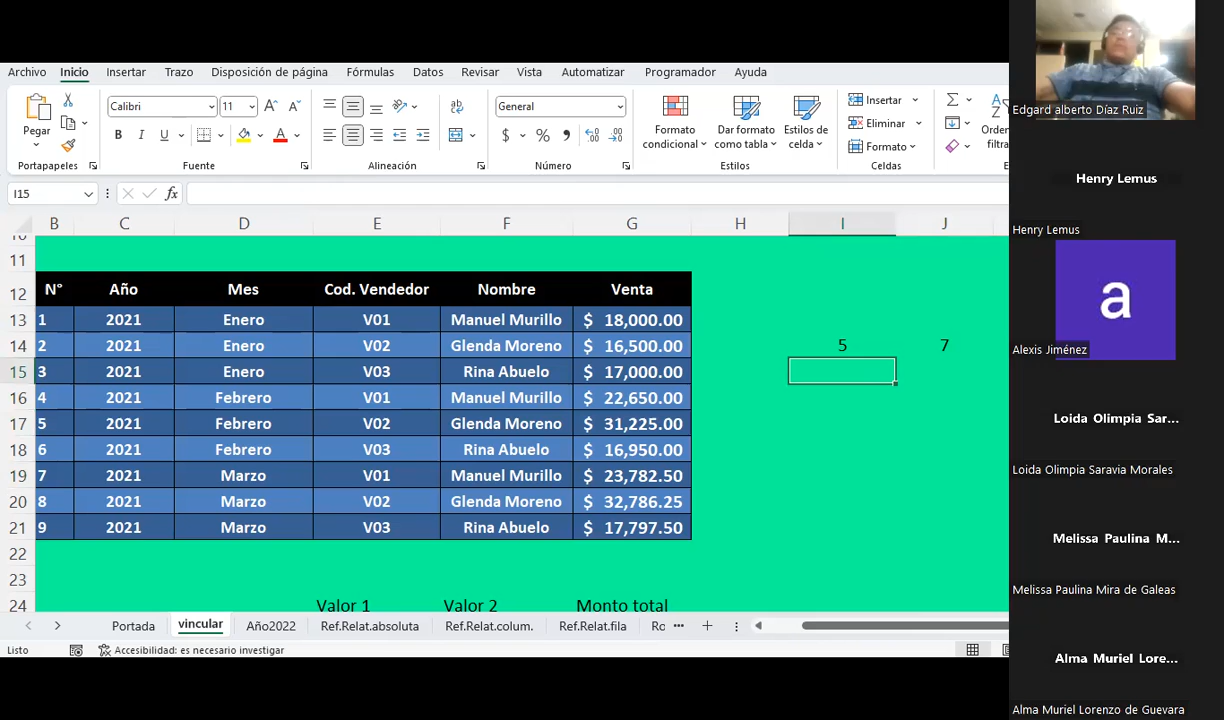 Archivo Inicio Insertar Trazo Disposición de página Fórmulas Datos Revisar Vista Automatizar Programador Ayuda
Pegar
Calibri 11
N K S A A
General
$ % 000
Formato condicional
Dar formato como tabla
Estilos de celda
Insertar
Eliminar
Formato
Portapapeles Fuente Alineación Número Estilos Celdas
I15 fx
B C D E F G H I J
11
12 N° Año Mes Cod. Vendedor Nombre Venta
13 1 2021 Enero V01 Manuel Murillo $ 18,000.00
14 2 2021 Enero V02 Glenda Moreno $ 16,500.00 5 7
15 3 2021 Enero V03 Rina Abuelo $ 17,000.00
16 4 2021 Febrero V01 Manuel Murillo $ 22,650.00
17 5 2021 Febrero V02 Glenda Moreno $ 31,225.00
18 6 2021 Febrero V03 Rina Abuelo $ 16,950.00
19 7 2021 Marzo V01 Manuel Murillo $ 23,782.50
20 8 2021 Marzo V02 Glenda Moreno $ 32,786.25
21 9 2021 Marzo V03 Rina Abuelo $ 17,797.50
22
23
24 Valor 1 Valor 2 Monto total
Portada vincular Año2022 Ref.Relat.absoluta Ref.Relat.colum. Ref.Relat.fila
Listo Accesibilidad: es necesario investigar
Edgard alberto Díaz Ruiz
Henry Lemus
Henry Lemus
a
Alexis Jiménez
Loida Olimpia Sar...
Loida Olimpia Saravia Morales
Melissa Paulina M...
Melissa Paulina Mira de Galeas
Alma Muriel Lore...
Alma Muriel Lorenzo de Guevara